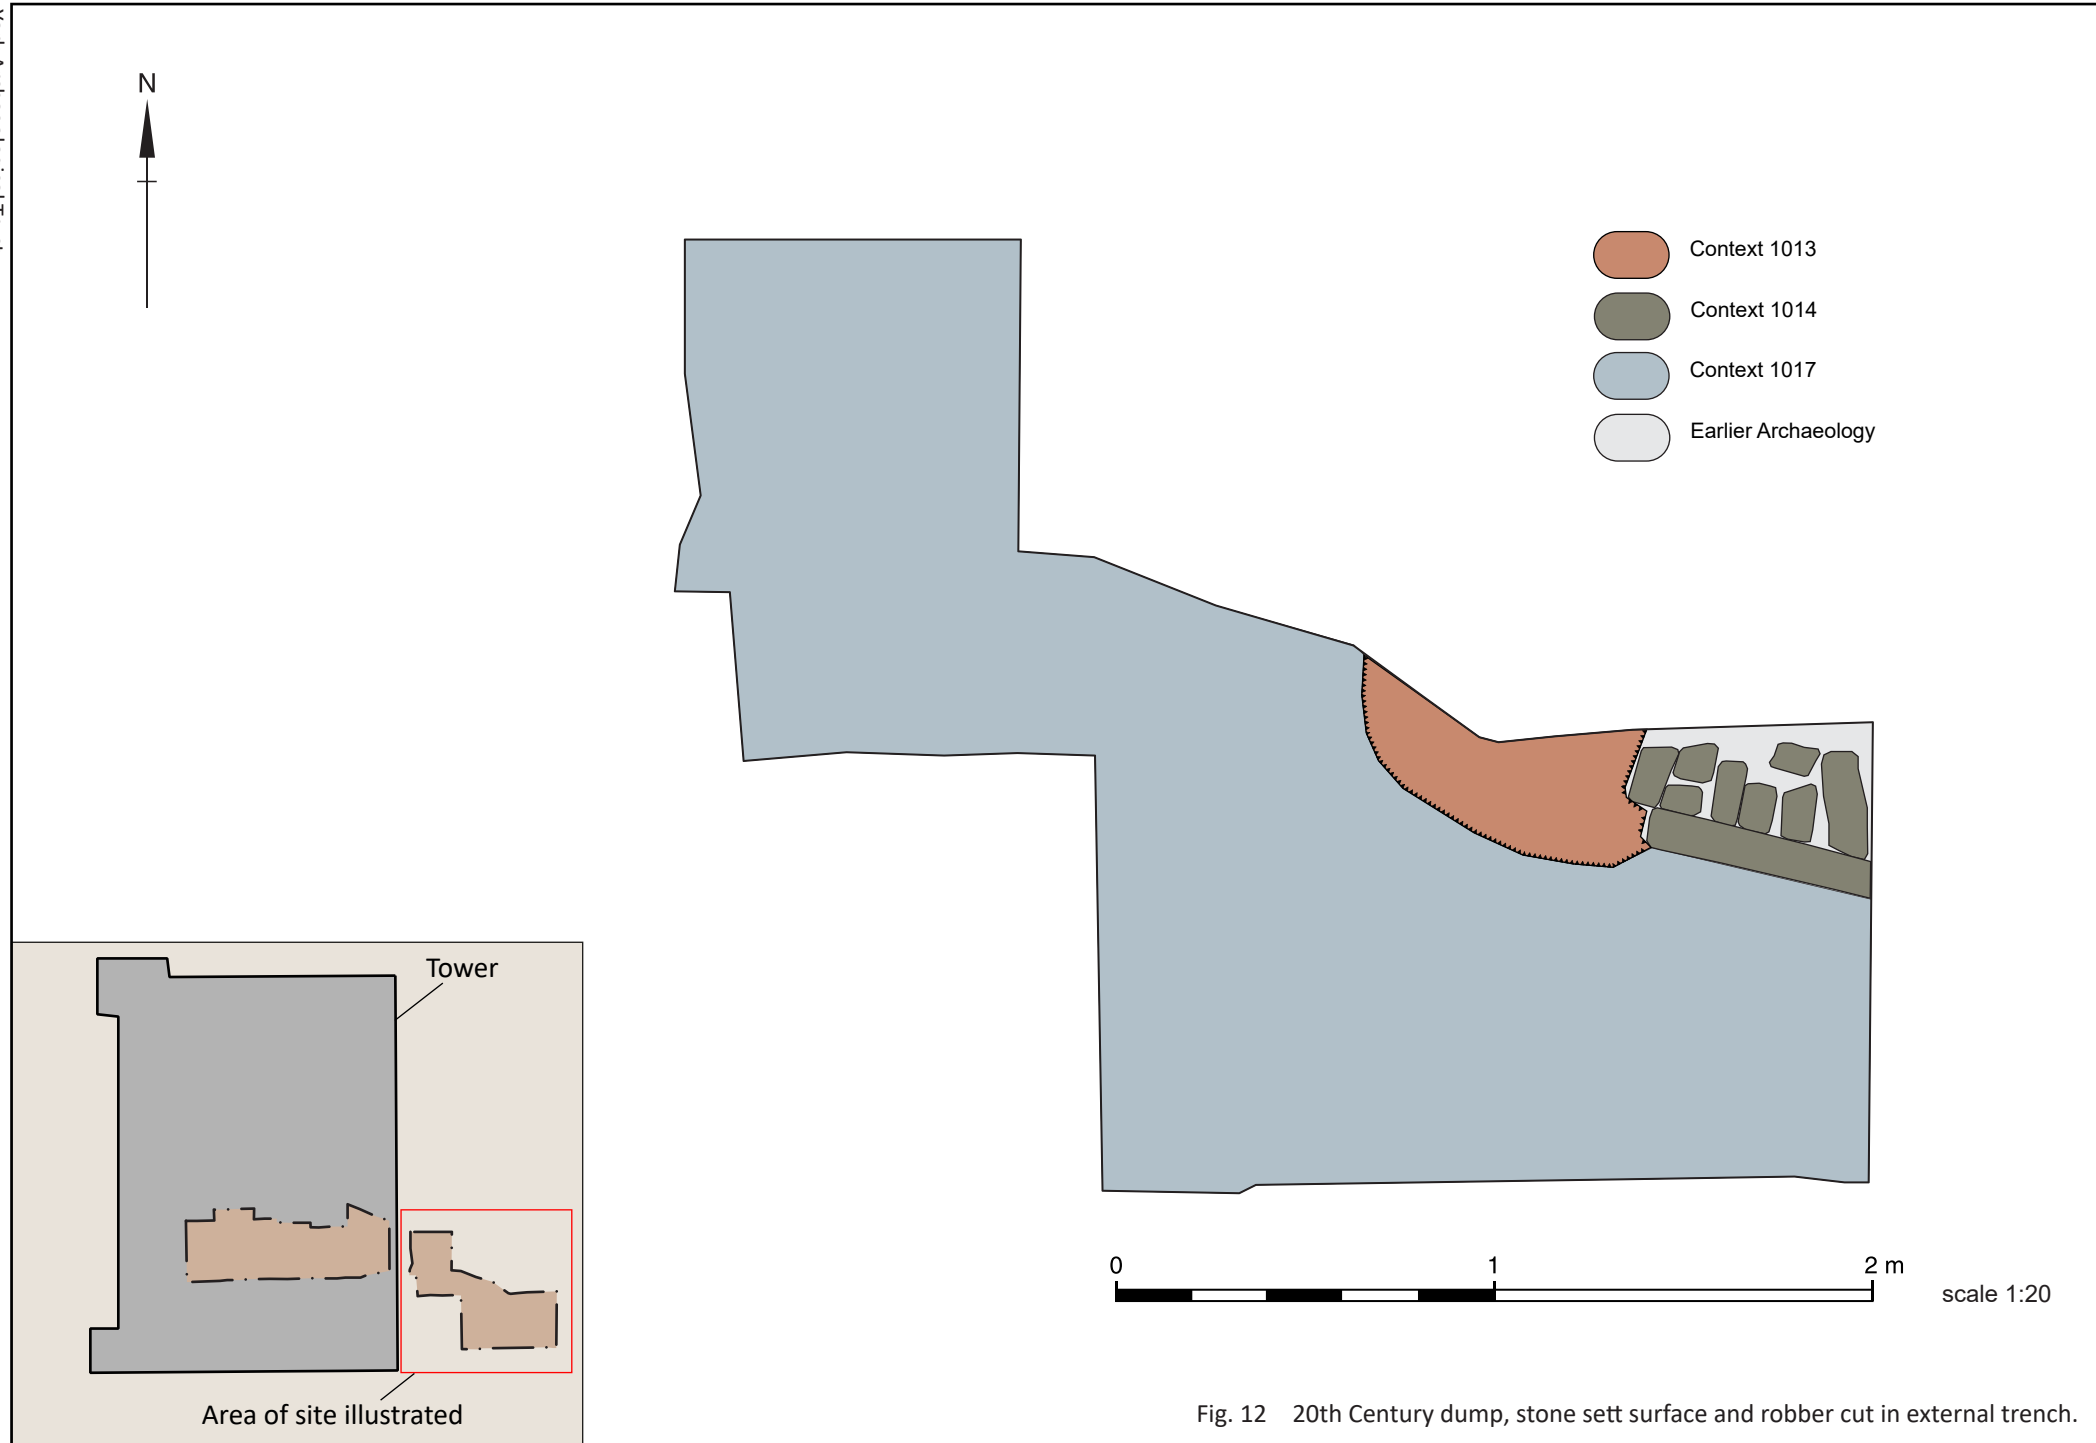 N
Context 1013
Context 1014
Context 1017
Earlier Archaeology
Tower
Area of site illustrated
0 1 2 m
scale 1:20
Fig. 12 20th Century dump, stone sett surface and robber cut in external trench.